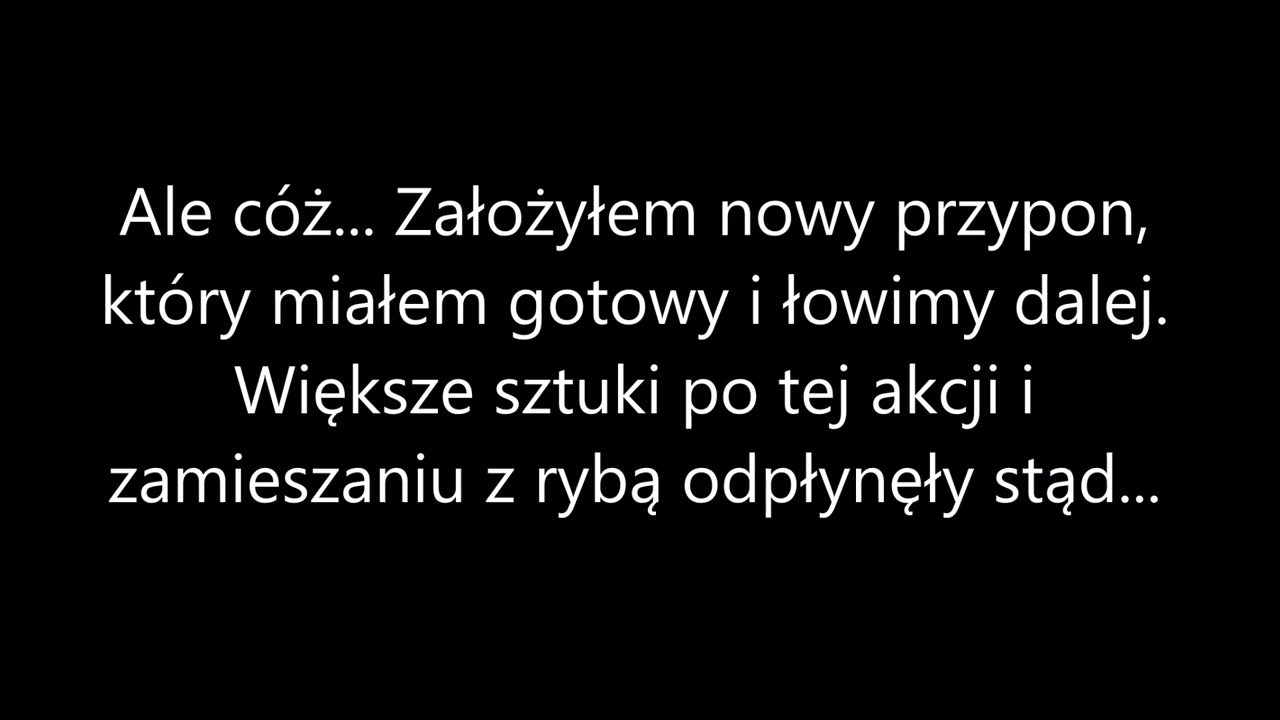 Ale cóż... Założyłem nowy przypon,
który miałem gotowy i łowimy dalej.
Większe sztuki po tej akcji i
zamieszaniu z rybą odpłynęły stąd...